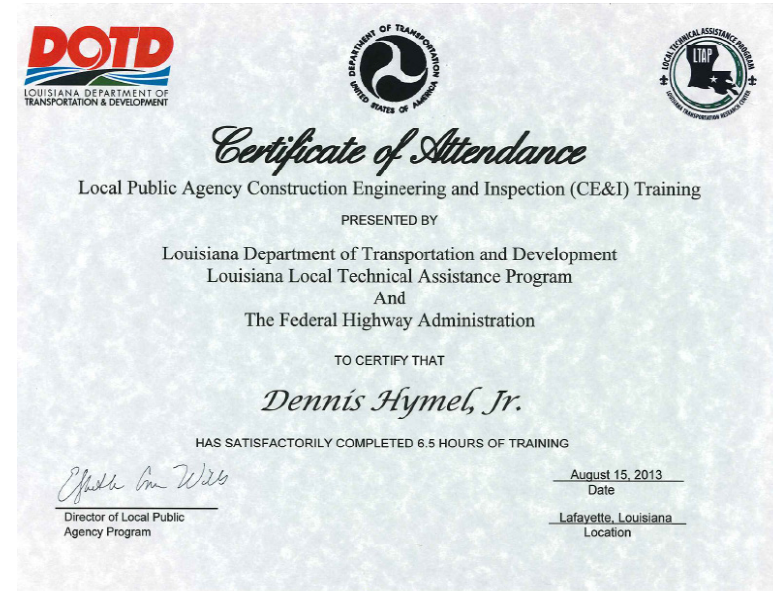 DOTD
LOUISIANA DEPARTMENT OF
TRANSPORTATION & DEVELOPMENT
DEPARTMENT OF TRANSPORTATION
UNITED STATES OF AMERICA
LOCAL TECHNICAL ASSISTANCE PROGRAM
LTAP
LOUISIANA TRANSPORTATION RESEARCH CENTER
Certificate of Attendance
Local Public Agency Construction Engineering and Inspection (CE&I) Training
PRESENTED BY
Louisiana Department of Transportation and Development
Louisiana Local Technical Assistance Program
And
The Federal Highway Administration
TO CERTIFY THAT
Dennis Hymel, Jr.
HAS SATISFACTORILY COMPLETED 6.5 HOURS OF TRAINING
August 15, 2013
Date
Director of Local Public
Agency Program
Lafayette, Louisiana
Location